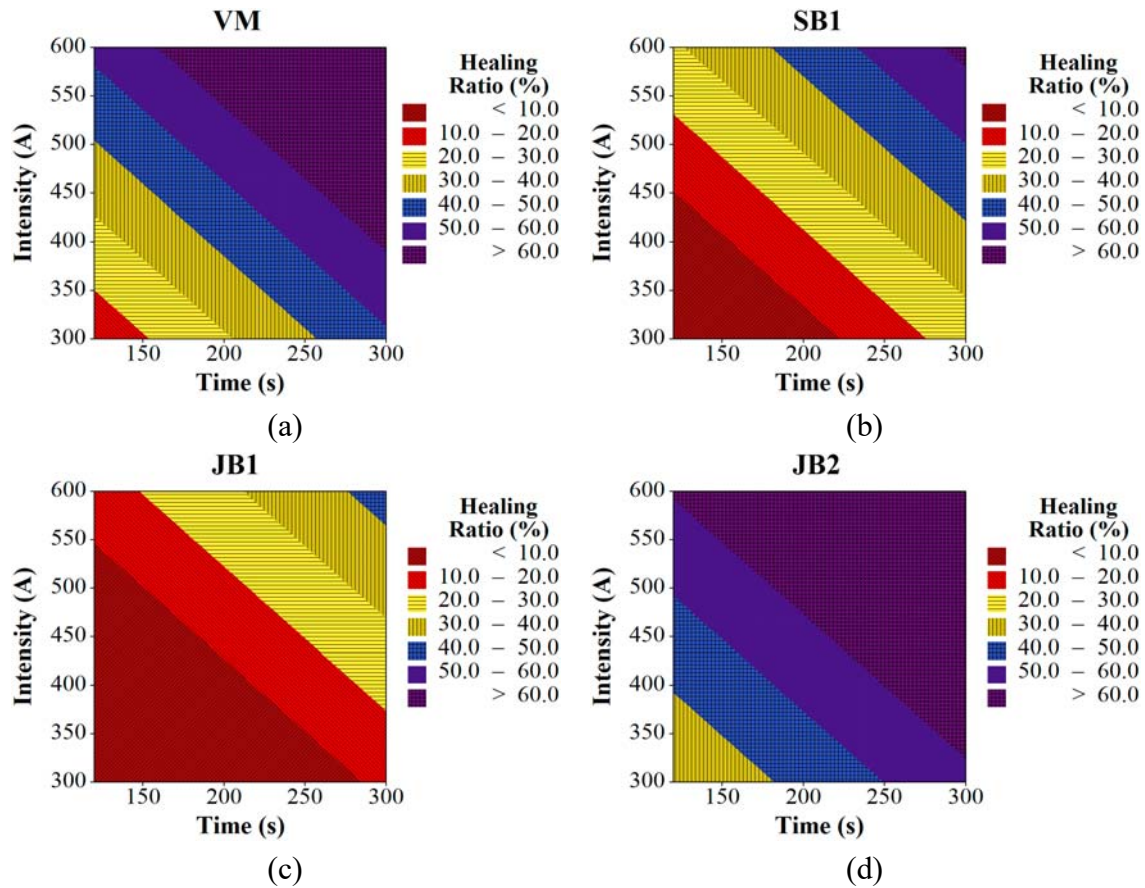 VM
600
550
500
450
400
350
300
150
200
250
300
Intensity (A)
Time (s)
Healing
Ratio (%)
< 10.0
10.0 – 20.0
20.0 – 30.0
30.0 – 40.0
40.0 – 50.0
50.0 – 60.0
> 60.0
(a)
SB1
600
550
500
450
400
350
300
150
200
250
300
Intensity (A)
Time (s)
Healing
Ratio (%)
< 10.0
10.0 – 20.0
20.0 – 30.0
30.0 – 40.0
40.0 – 50.0
50.0 – 60.0
> 60.0
(b)
JB1
600
550
500
450
400
350
300
150
200
250
300
Intensity (A)
Time (s)
Healing
Ratio (%)
< 10.0
10.0 – 20.0
20.0 – 30.0
30.0 – 40.0
40.0 – 50.0
50.0 – 60.0
> 60.0
(c)
JB2
600
550
500
450
400
350
300
150
200
250
300
Intensity (A)
Time (s)
Healing
Ratio (%)
< 10.0
10.0 – 20.0
20.0 – 30.0
30.0 – 40.0
40.0 – 50.0
50.0 – 60.0
> 60.0
(d)